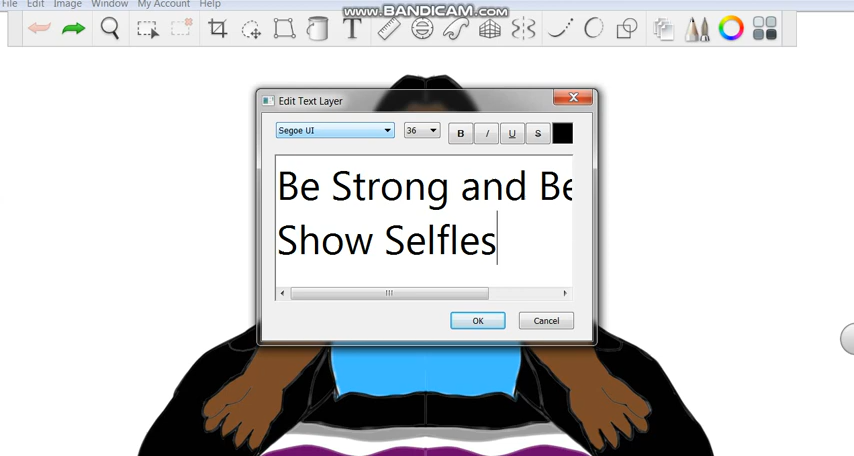 www.BANDICAM.com
File Edit Image Window My Account Help
Edit Text Layer
Segoe UI 36 B I U S
Be Strong and Be
Show Selfles
OK Cancel